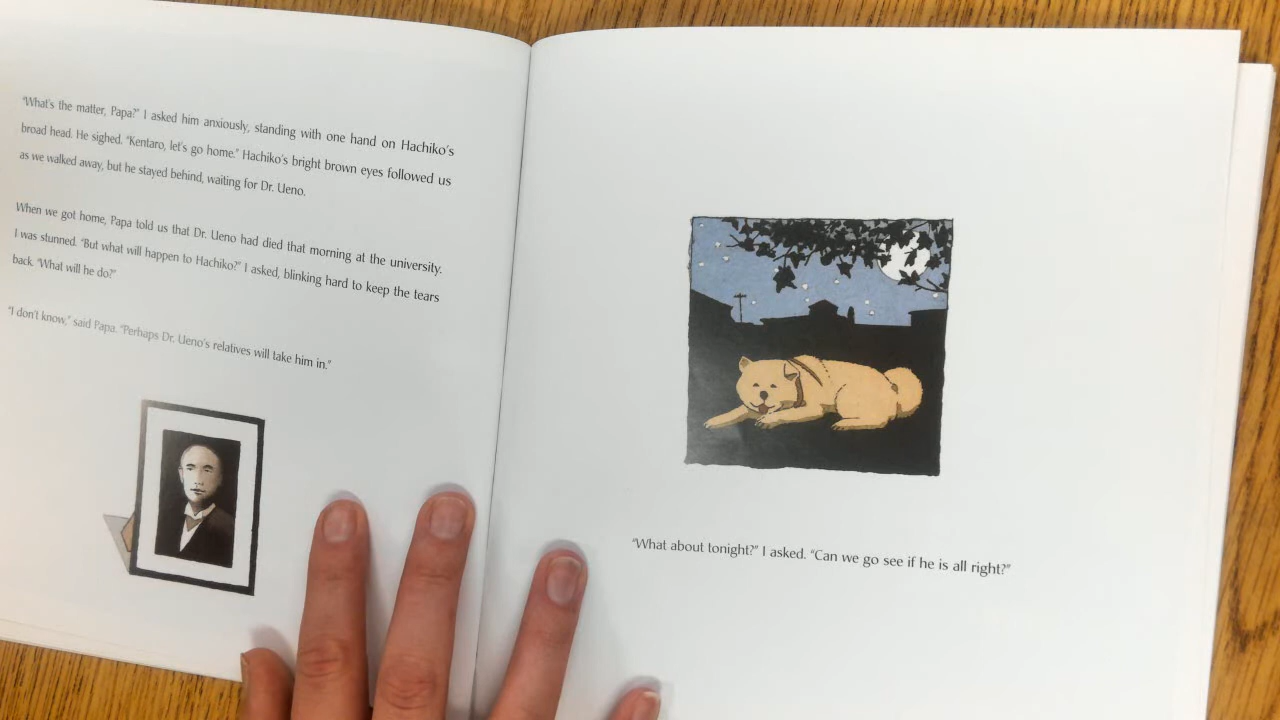 "What's the matter, Papa?" I asked him anxiously, standing with one hand on Hachiko's
broad head. He sighed. "Kentaro, let's go home." Hachiko's bright brown eyes followed us
as we walked away, but he stayed behind, waiting for Dr. Ueno.
When we got home, Papa told us that Dr. Ueno had died that morning at the university.
I was stunned. "But what will happen to Hachiko?" I asked, blinking hard to keep the tears
back. "What will he do?"
"I don't know," said Papa. "Perhaps Dr. Ueno's relatives will take him in."
"What about tonight?" I asked. "Can we go see if he is all right?"